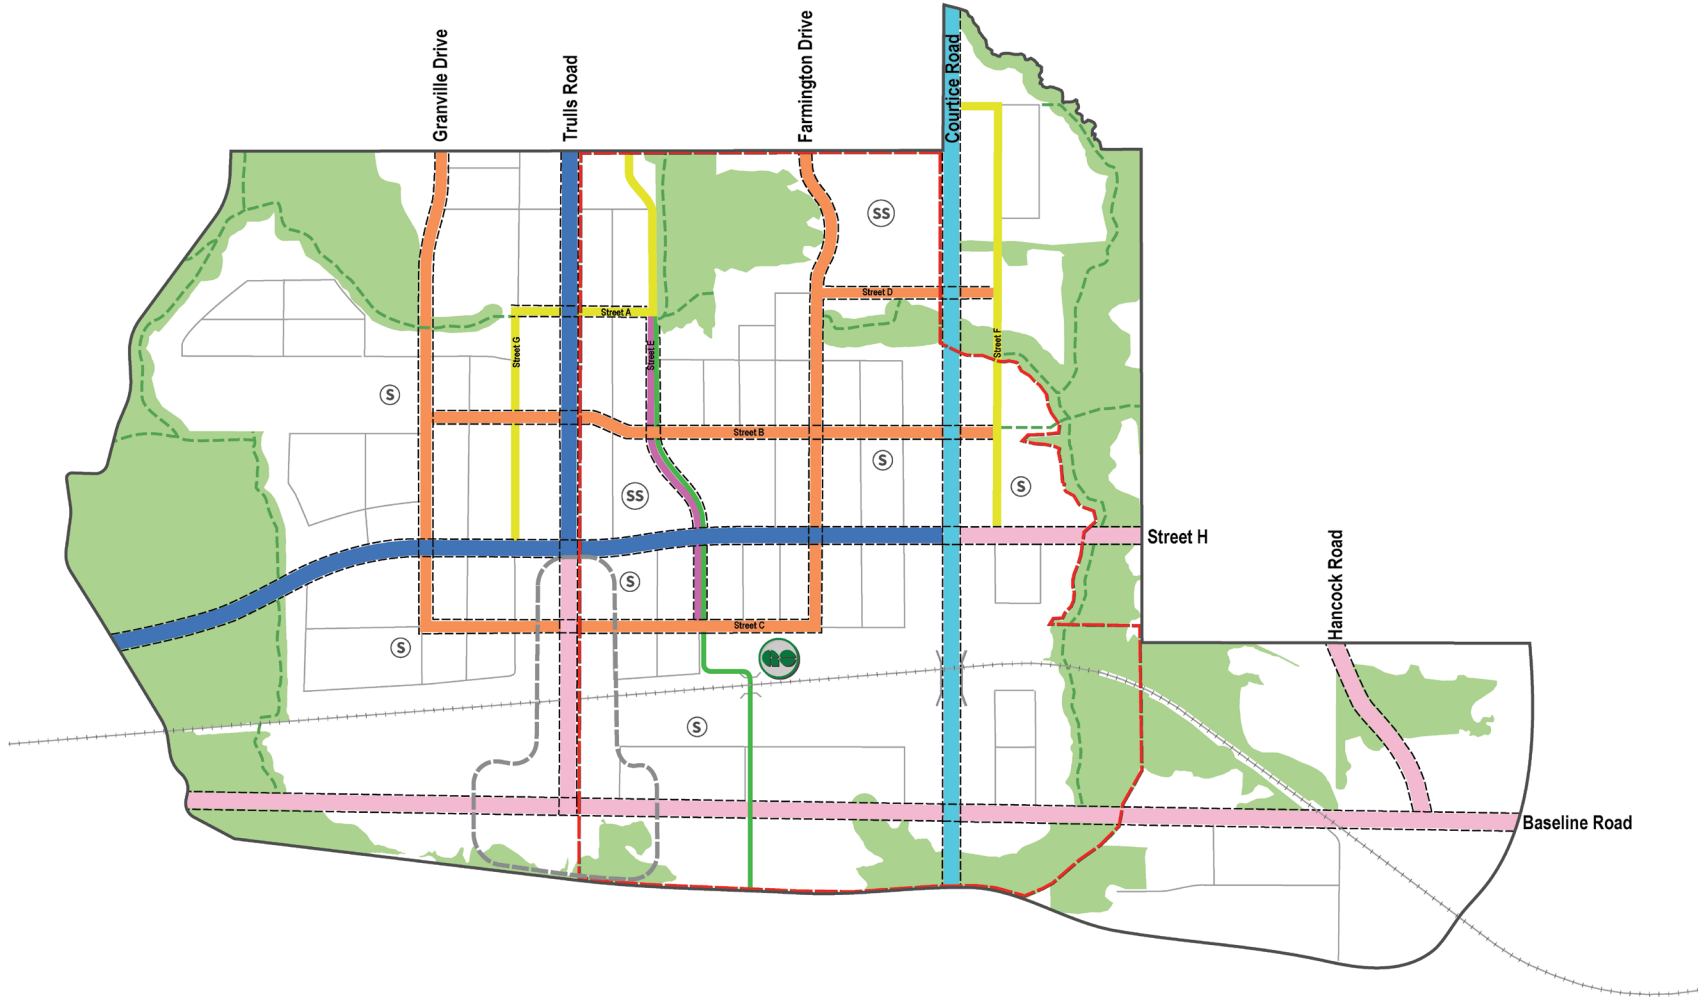 Granville Drive
Trulls Road
Farmington Drive
Courtice Road
SS
Street D
Street A
Street G
Street E
Street F
S
Street B
S
S
SS
Street H
Hancock Road
S
Street C
S
GO
S
Baseline Road